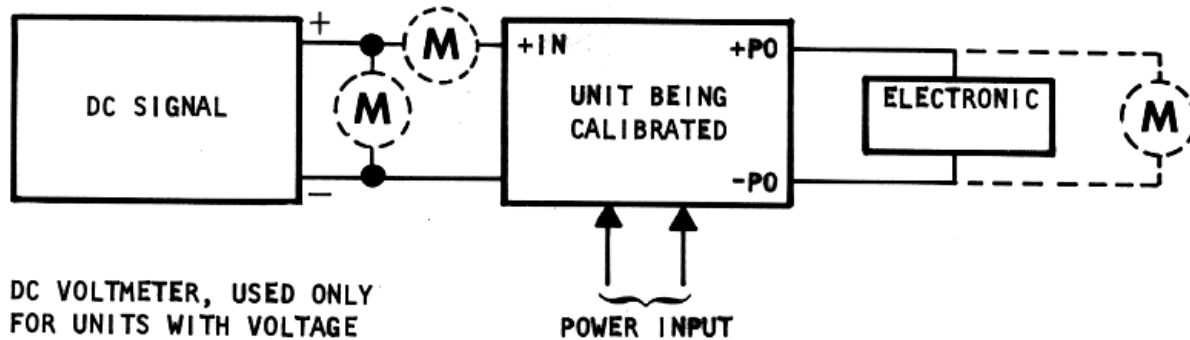 +
M
+IN
+PO
M
DC SIGNAL
UNIT BEING
CALIBRATED
ELECTRONIC
M
-PO
−
DC VOLTMETER, USED ONLY
FOR UNITS WITH VOLTAGE
POWER INPUT